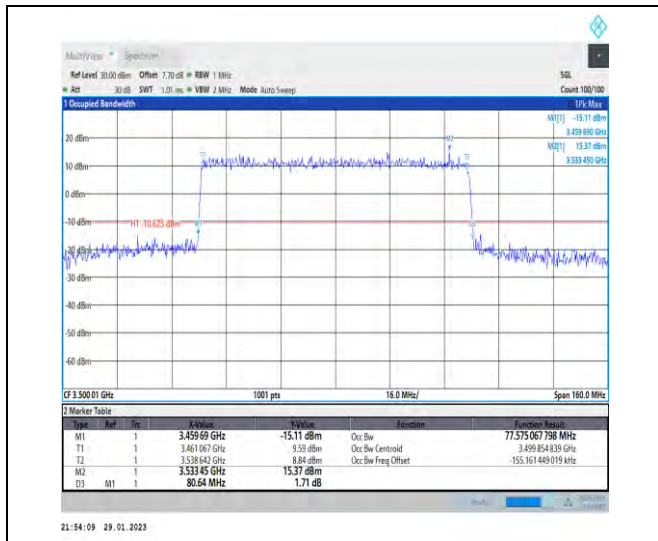 MultiView Spectrum
Ref Level 30.00 dBm Offset 7.70 dB RBW 1 MHz SGL
Att 30 dB SWT 1.01 ms VBW 2 MHz Mode Auto Sweep Count 100/100
1 Occupied Bandwidth 1Pk Max
M1[1] -15.11 dBm
3.459 690 GHz
M2[1] 15.37 dBm
3.533 450 GHz
20 dBm
M2
T1
10 dBm
0 dBm
-10 dBm
H1 -10.625 dBm
-20 dBm
-30 dBm
-40 dBm
-50 dBm
-60 dBm
CF 3.500 01 GHz 1001 pts 16.0 MHz/ Span 160.0 MHz
2 Marker Table
Type Ref Trc X-Value Y-Value Function Function Result
M1 1 3.459 69 GHz -15.11 dBm Occ Bw 77.575 067 798 MHz
T1 1 3.461 067 GHz 9.59 dBm Occ Bw Centroid 3.499 854 839 GHz
T2 1 3.538 642 GHz 8.84 dBm Occ Bw Freq Offset -155.161 449 019 kHz
M2 1 3.533 45 GHz 15.37 dBm
D3 M1 1 80.64 MHz 1.71 dB
21:54:09 29.01.2023